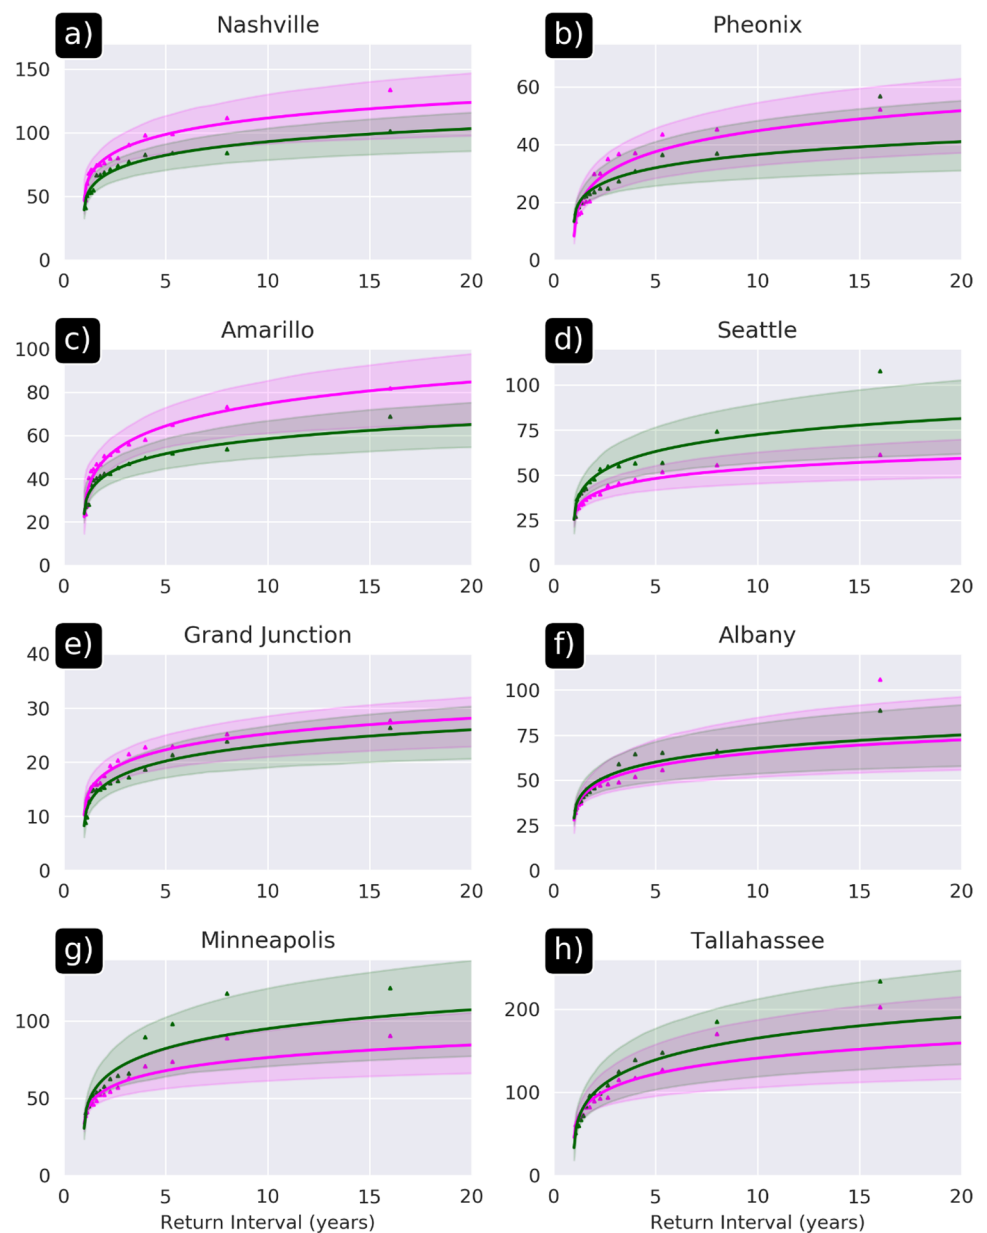 a) Nashville
150
100
50
0
0 5 10 15 20
b) Pheonix
60
40
20
0
0 5 10 15 20
c) Amarillo
100
80
60
40
20
0
0 5 10 15 20
d) Seattle
100
75
50
25
0
0 5 10 15 20
e) Grand Junction
40
30
20
10
0
0 5 10 15 20
f) Albany
100
75
50
25
0
0 5 10 15 20
g) Minneapolis
100
50
0
0 5 10 15 20
Return Interval (years)
h) Tallahassee
200
100
0
0 5 10 15 20
Return Interval (years)